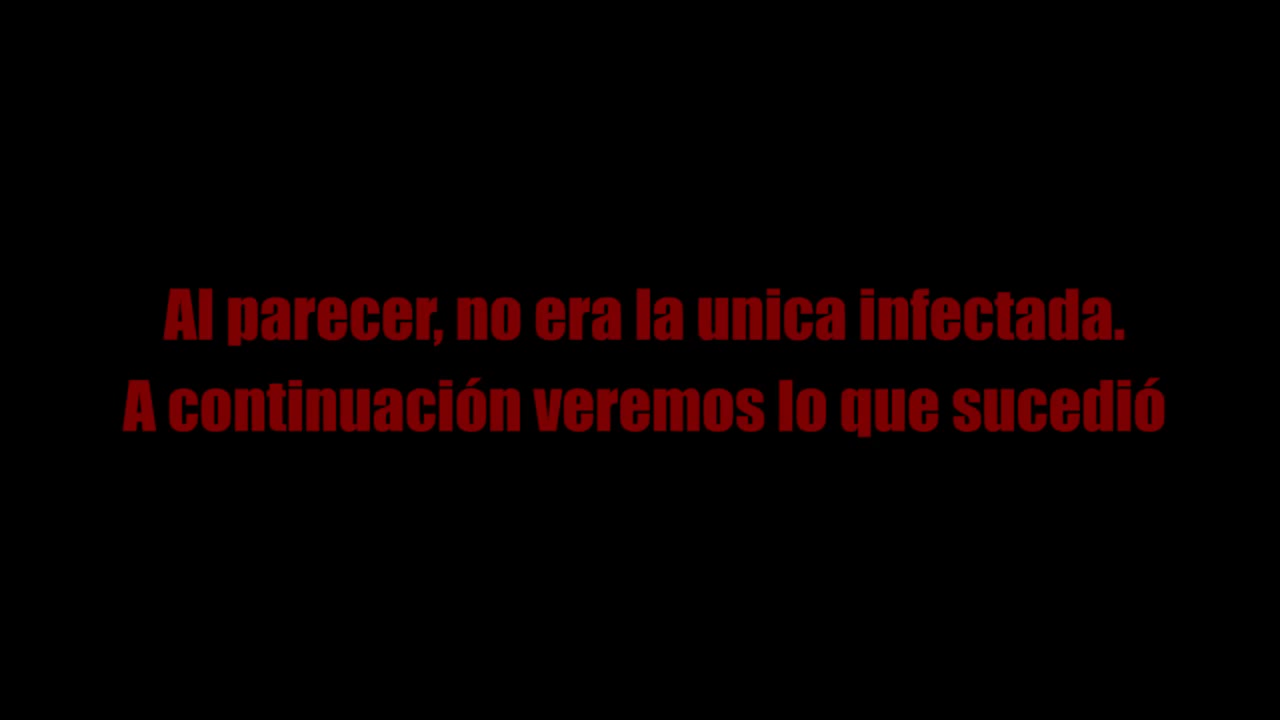 Al parecer, no era la unica infectada.
A continuación veremos lo que sucedió